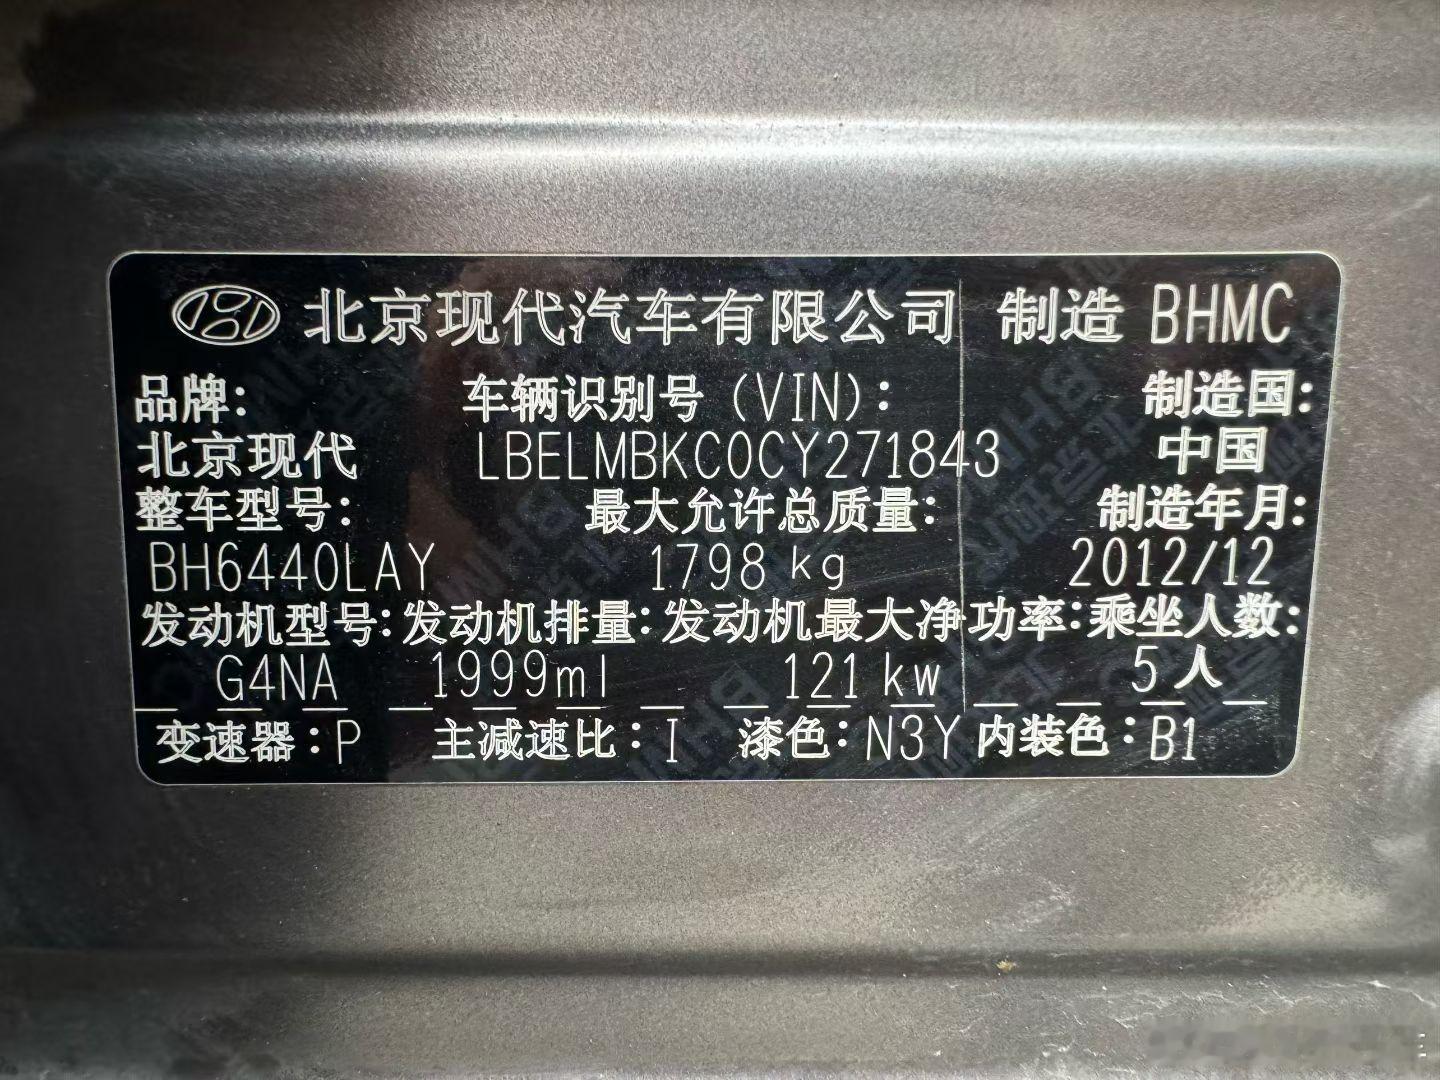 北京现代汽车有限公司 制造 BHMC
品牌: 车辆识别号 (VIN): 制造国:
北京现代 LBELMBKC0CY271843 中国
整车型号: 最大允许总质量: 制造年月:
BH6440LAY 1798 kg 2012/12
发动机型号: 发动机排量: 发动机最大净功率: 乘坐人数:
G4NA 1999ml 121 kw 5人
变速器:P 主减速比:I 漆色:N3Y 内装色:B1